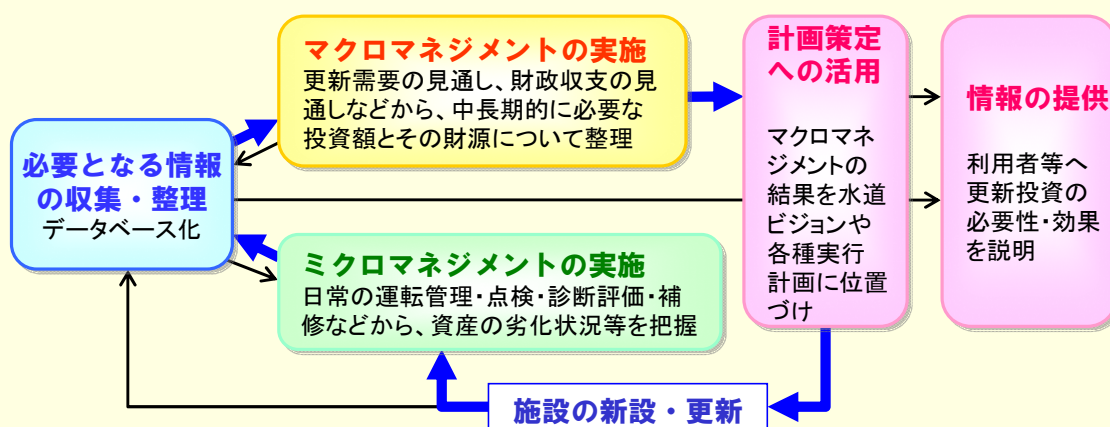 マクロマネジメントの実施
更新需要の見通し、財政収支の見
通しなどから、中長期的に必要な
投資額とその財源について整理
計画策定
への活用
マクロマネ
ジメントの
結果を水道
ビジョンや
各種実行
計画に位置
づけ
情報の提供
利用者等へ
更新投資の
必要性・効果
を説明
必要となる情報
の収集・整理
データベース化
ミクロマネジメントの実施
日常の運転管理・点検・診断評価・補
修などから、資産の劣化状況等を把握
施設の新設・更新